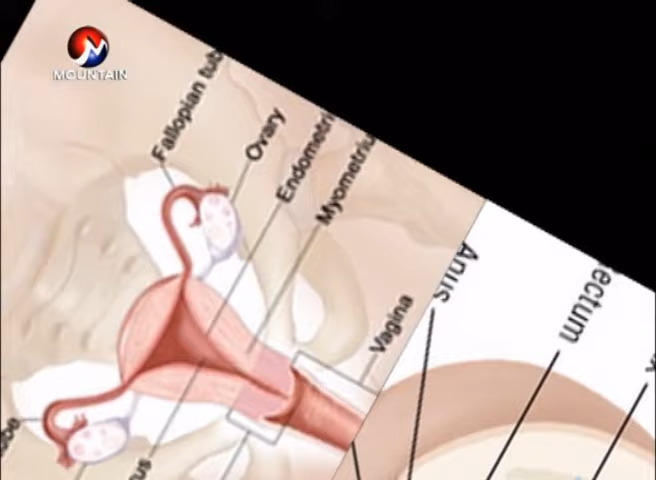 MOUNTAIN
Fallopian tub
Ovary
Endometri
Myometriu
Vagina
Anus
ectum